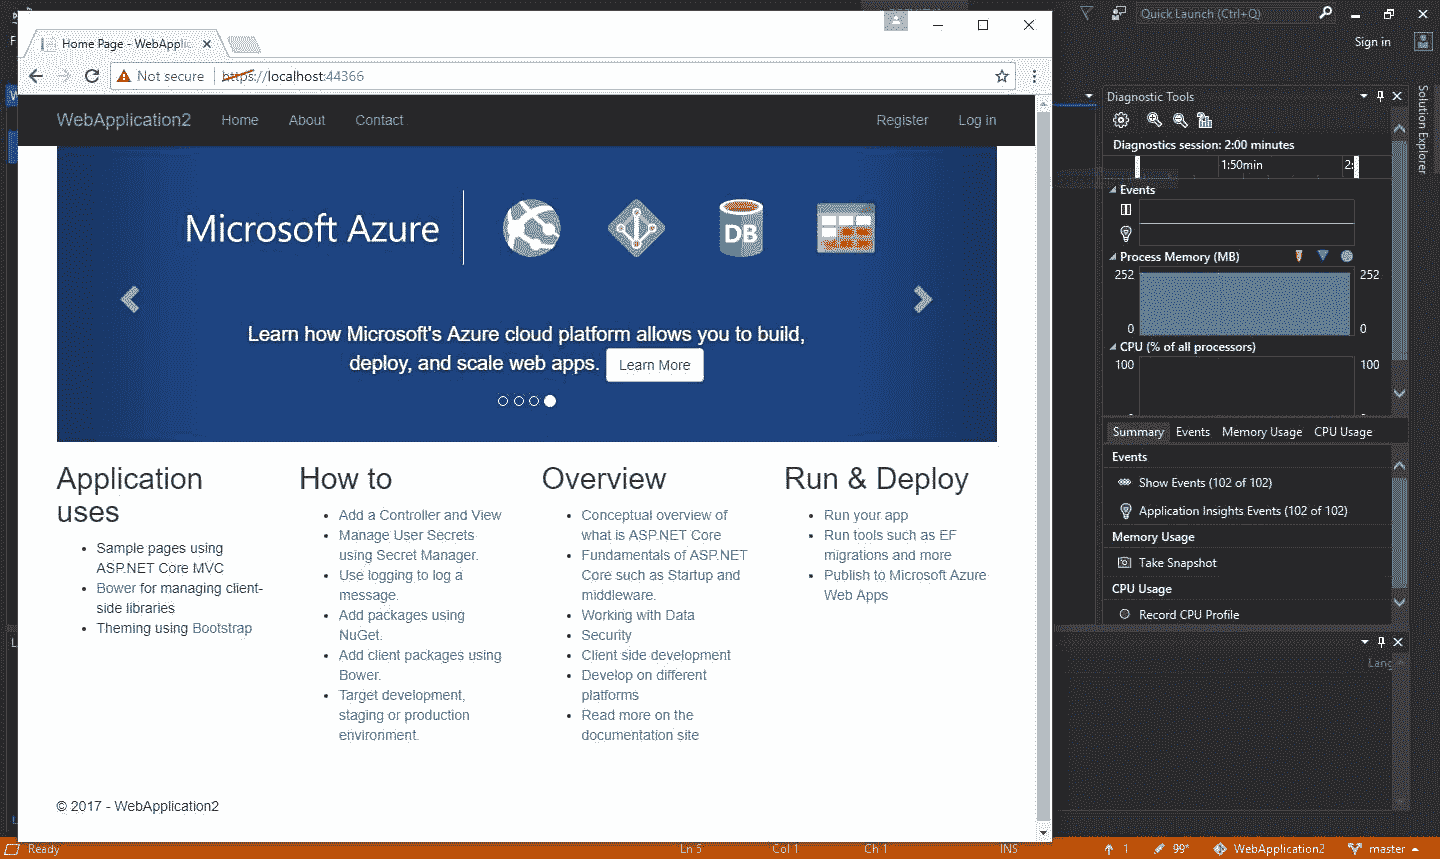 Home Page - WebApplic
Quick Launch (Ctrl+Q)
Sign in
Not secure
https://localhost:44366
WebApplication2
Home
About
Contact
Register
Log in
Microsoft Azure
DB
Learn how Microsoft's Azure cloud platform allows you to build,
deploy, and scale web apps.
Learn More
Application
uses
Sample pages using
ASP.NET Core MVC
Bower for managing client-
side libraries
Theming using Bootstrap
How to
Add a Controller and View
Manage User Secrets
using Secret Manager.
Use logging to log a
message.
Add packages using
NuGet.
Add client packages using
Bower.
Target development,
staging or production
environment.
Overview
Conceptual overview of
what is ASP.NET Core
Fundamentals of ASP.NET
Core such as Startup and
middleware.
Working with Data
Security
Client side development
Develop on different
platforms
Read more on the
documentation site
Run & Deploy
Run your app
Run tools such as EF
migrations and more
Publish to Microsoft Azure
Web Apps
© 2017 - WebApplication2
Diagnostic Tools
Solution Explorer
Diagnostics session: 2:00 minutes
1:50min
2:
Events
Process Memory (MB)
252
252
0
0
CPU (% of all processors)
100
100
Summary
Events
Memory Usage
CPU Usage
Events
Show Events (102 of 102)
Application Insights Events (102 of 102)
Memory Usage
Take Snapshot
CPU Usage
Record CPU Profile
Lang
Ready
Ln 5
Col 1
Ch 1
INS
1
99*
WebApplication2
master